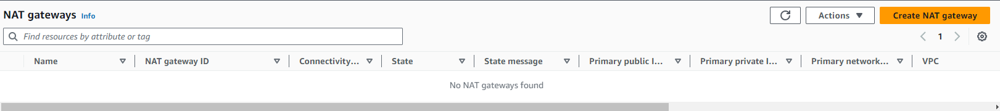 NAT gateways Info
Actions
Create NAT gateway
Find resources by attribute or tag
1
Name
NAT gateway ID
Connectivity...
State
State message
Primary public I...
Primary private I...
Primary network...
VPC
No NAT gateways found